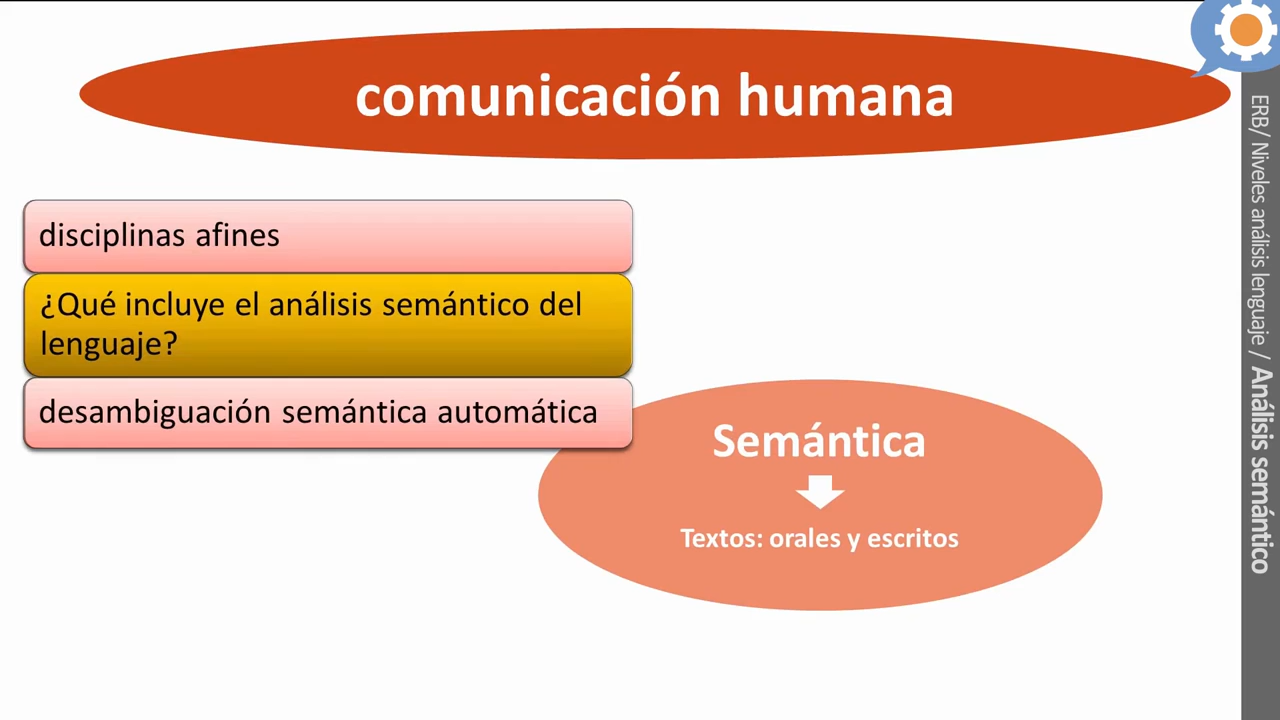 comunicación humana
disciplinas afines
¿Qué incluye el análisis semántico del
lenguaje?
desambiguación semántica automática
Semántica
Textos: orales y escritos
ERB/ Niveles análisis lenguaje / Análisis semántico